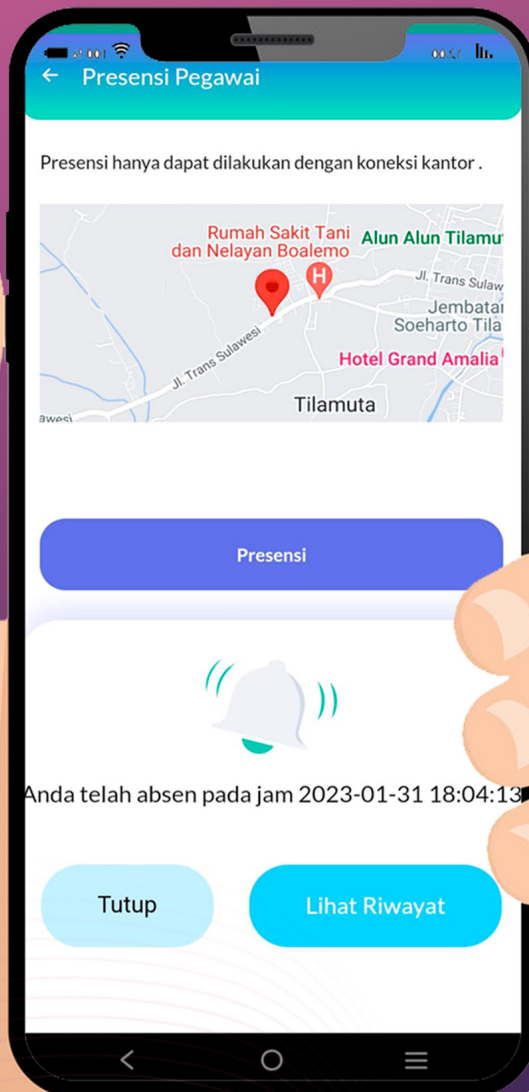 Presensi Pegawai
Presensi hanya dapat dilakukan dengan koneksi kantor .
Rumah Sakit Tani
dan Nelayan Boalemo
Alun Alun Tilamu
H
Jl. Trans Sulaw
Jembata
Soeharto Tila
Jl. Trans Sulawesi
Hotel Grand Amalia
Tilamuta
awesi
Presensi
Anda telah absen pada jam 2023-01-31 18:04:13
Tutup
Lihat Riwayat